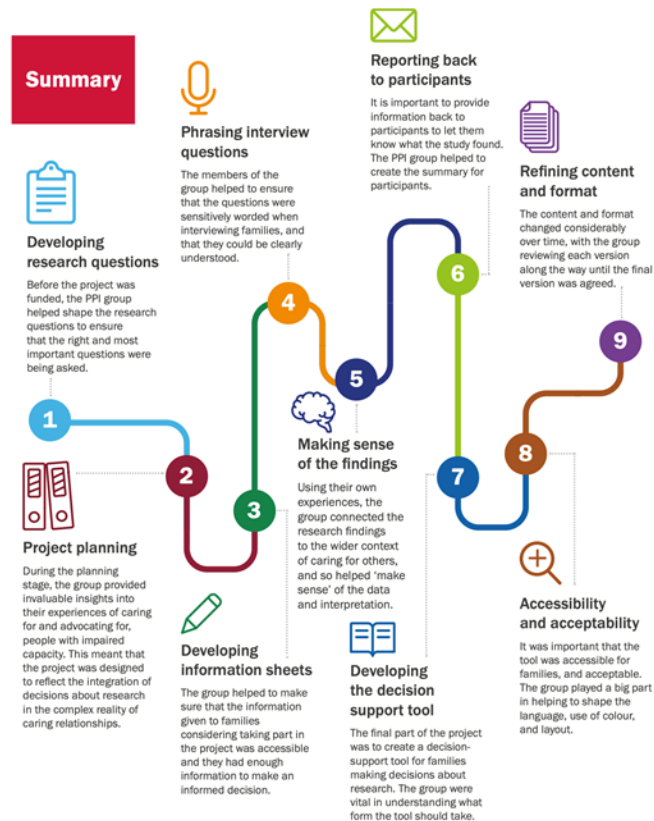 Summary
1
Developing
research questions
Before the project was
funded, the PPI group
helped shape the research
questions to ensure
that the right and most
important questions were
being asked.
2
Project planning
During the planning
stage, the group provided
invaluable insights into
their experiences of caring
for and advocating for,
people with impaired
capacity. This meant that
the project was designed
to reflect the integration of
decisions about research
in the complex reality of
caring relationships.
3
Developing
information sheets
The group helped to make
sure that the information
given to families
considering taking part
in the project was accessible
and they had enough
information to make an
informed decision.
4
Phrasing interview
questions
The members of the
group helped to ensure
that the questions were
sensitively worded when
interviewing families, and
that they could be clearly
understood.
5
Making sense
of the findings
Using their own
experiences, the
group connected the
research findings
to the wider context
of caring for others,
and so helped ‘make
sense’ of the data
and interpretation.
6
Reporting back
to participants
It is important to provide
information back to
participants to let them
know what the study found.
The PPI group helped to
create the summary for
participants.
7
Developing
the decision
support tool
The final part of the project
was to create a decision-
support tool for families
making decisions about
research. The group were
vital in understanding what
form the tool should take.
8
Accessibility
and acceptability
It was important that the
tool was accessible for
families, and acceptable.
The group played a big part
in helping to shape the
language, use of colour,
and layout.
9
Refining content
and format
The content and format
changed considerably
over time, with the group
reviewing each version
along the way until the final
version was agreed.